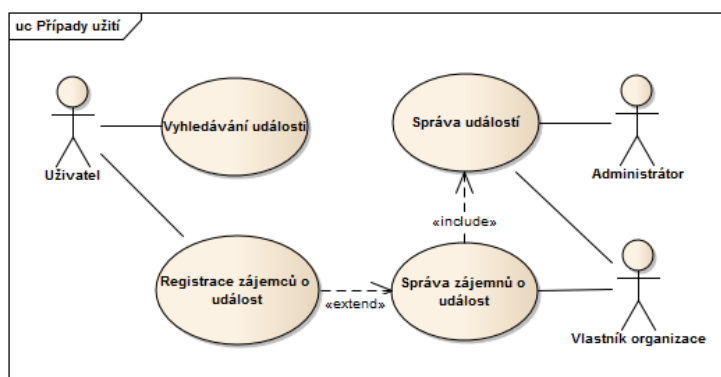 uc Případy užití
Vyhledávání události
Uživatel
Správa událostí
Administrátor
«include»
Registrace zájemců o
událost
«extend»
Správa zájemnů o
událost
Vlastník organizace